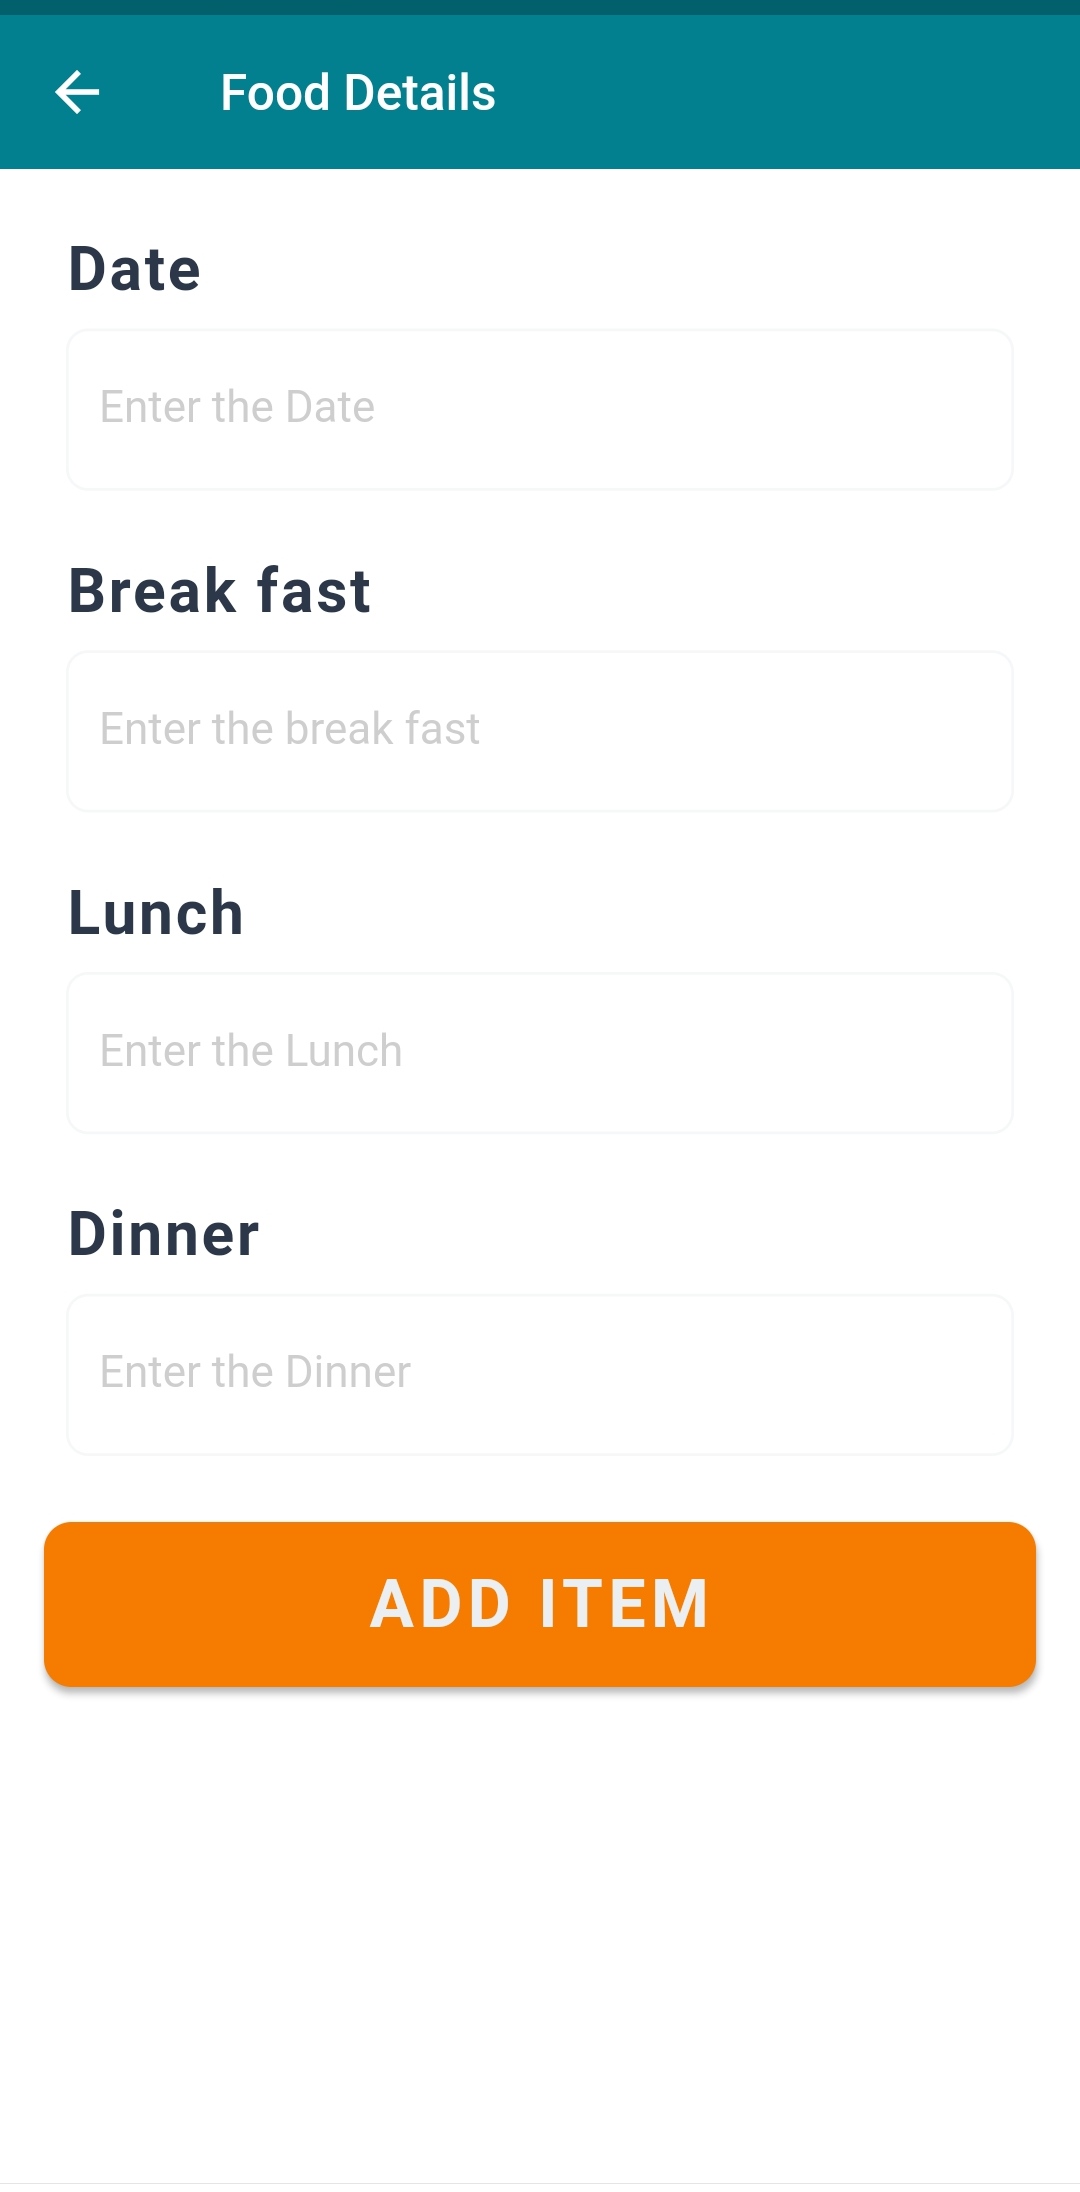 Food Details
Date
Enter the Date
Break fast
Enter the break fast
Lunch
Enter the Lunch
Dinner
Enter the Dinner
ADD ITEM